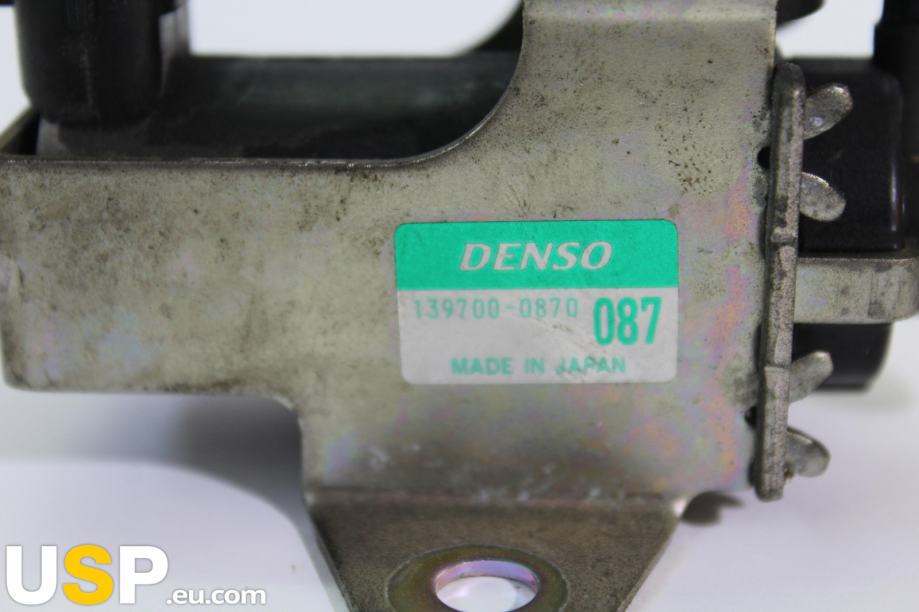 DENSO
139700-0870 087
MADE IN JAPAN
USP.eu.com